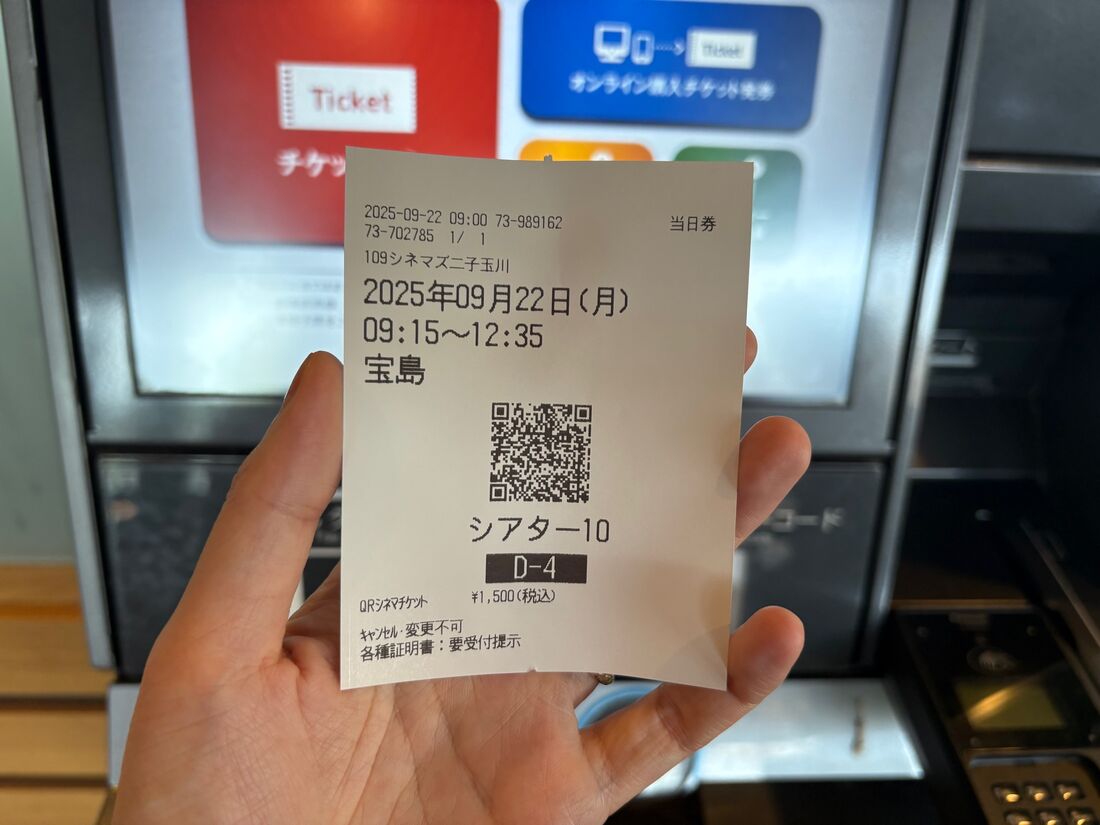 Ticket
チケッ
Ticket
オンライン購入チケット発券
2025-09-22 09:00 73-989162 当日券
73-702785 1/ 1
109シネマズ二子玉川
2025年09月22日(月)
09:15～12:35
宝島
シアター10
D-4
QRシネマチケット ¥1,500(税込)
キャンセル・変更不可
各種証明書：要受付提示
コード